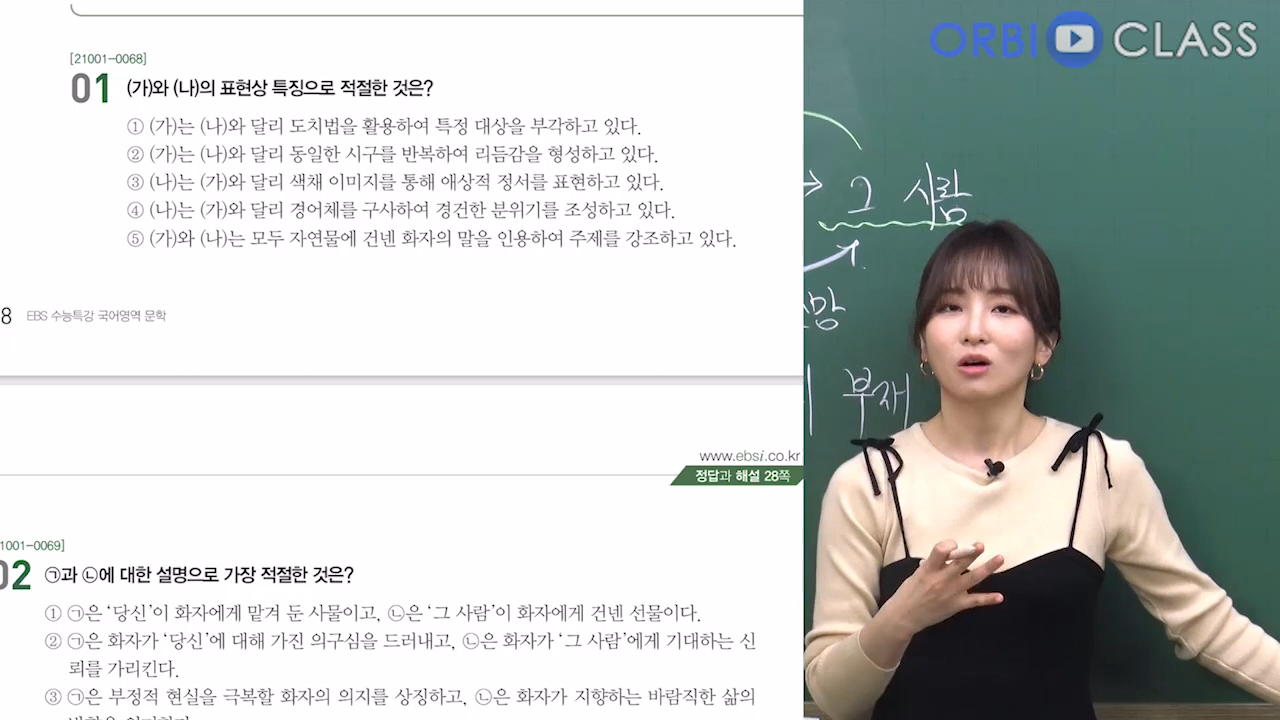 [21001-0068]
01 (가)와 (나)의 표현상 특징으로 적절한 것은?
① (가)는 (나)와 달리 도치법을 활용하여 특정 대상을 부각하고 있다.
② (가)는 (나)와 달리 동일한 시구를 반복하여 리듬감을 형성하고 있다.
③ (나)는 (가)와 달리 색채 이미지를 통해 애상적 정서를 표현하고 있다.
④ (나)는 (가)와 달리 경어체를 구사하여 경건한 분위기를 조성하고 있다.
⑤ (가)와 (나)는 모두 자연물에 건넨 화자의 말을 인용하여 주제를 강조하고 있다.
8 EBS 수능특강 국어영역 문학
www.ebsi.co.kr
정답과 해설 28쪽
1001-0069]
02 ㉠과 ㉡에 대한 설명으로 가장 적절한 것은?
① ㉠은 ‘당신’이 화자에게 맡겨 둔 사물이고, ㉡은 ‘그 사람’이 화자에게 건넨 선물이다.
② ㉠은 화자가 ‘당신’에 대해 가진 의구심을 드러내고, ㉡은 화자가 ‘그 사람’에게 기대하는 신
뢰를 가리킨다.
③ ㉠은 부정적 현실을 극복할 화자의 의지를 상징하고, ㉡은 화자가 지향하는 바람직한 삶의
ORBI CLASS
그 사람
부재